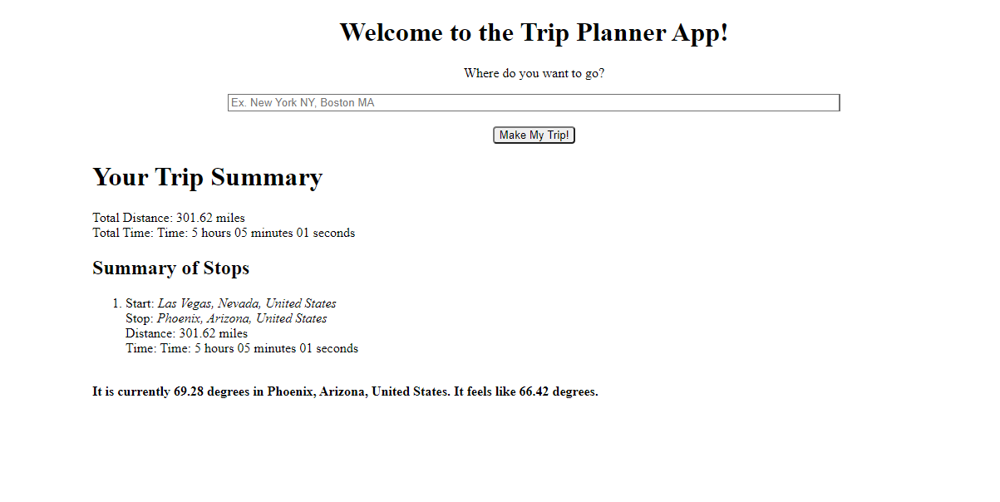 Welcome to the Trip Planner App!
Where do you want to go?
Ex. New York NY, Boston MA
Make My Trip!
Your Trip Summary
Total Distance: 301.62 miles
Total Time: Time: 5 hours 05 minutes 01 seconds
Summary of Stops
1. Start: Las Vegas, Nevada, United States
Stop: Phoenix, Arizona, United States
Distance: 301.62 miles
Time: Time: 5 hours 05 minutes 01 seconds
It is currently 69.28 degrees in Phoenix, Arizona, United States. It feels like 66.42 degrees.